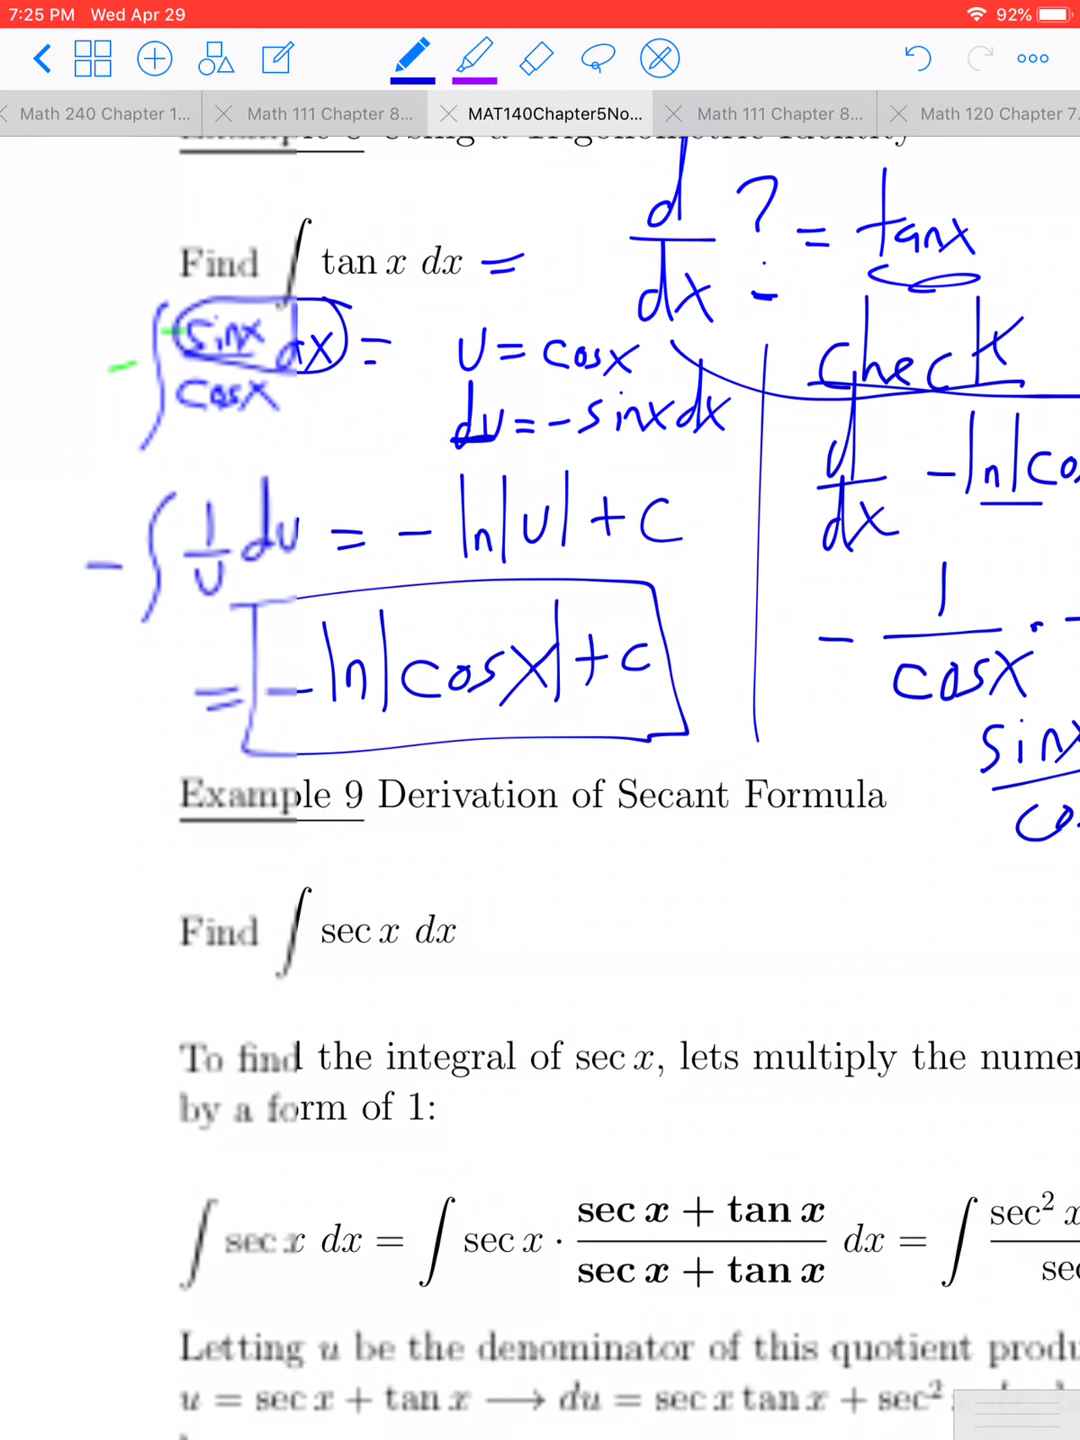 7:25 PM Wed Apr 29 92%
Math 240 Chapter 1... Math 111 Chapter 8... MAT140Chapter5No... Math 111 Chapter 8... Math 120 Chapter 7.
Find ∫ tan x dx = d/dx ? = tanx
-∫ -sinx/cosx dx = u = cosx
du = -sinxdx
-∫ 1/u du = - ln|u| + c
= -ln|cosx| + c
check
d/dx -ln|cos
- 1/cosx · -
sinx/co
Example 9 Derivation of Secant Formula
Find ∫ sec x dx
To find the integral of sec x, lets multiply the numer
by a form of 1:
∫ sec x dx = ∫ sec x · (sec x + tan x)/(sec x + tan x) dx = ∫ sec² x/sec
Letting u be the denominator of this quotient produ
u = sec x + tan x ⟶ du = sec x tan x + sec²